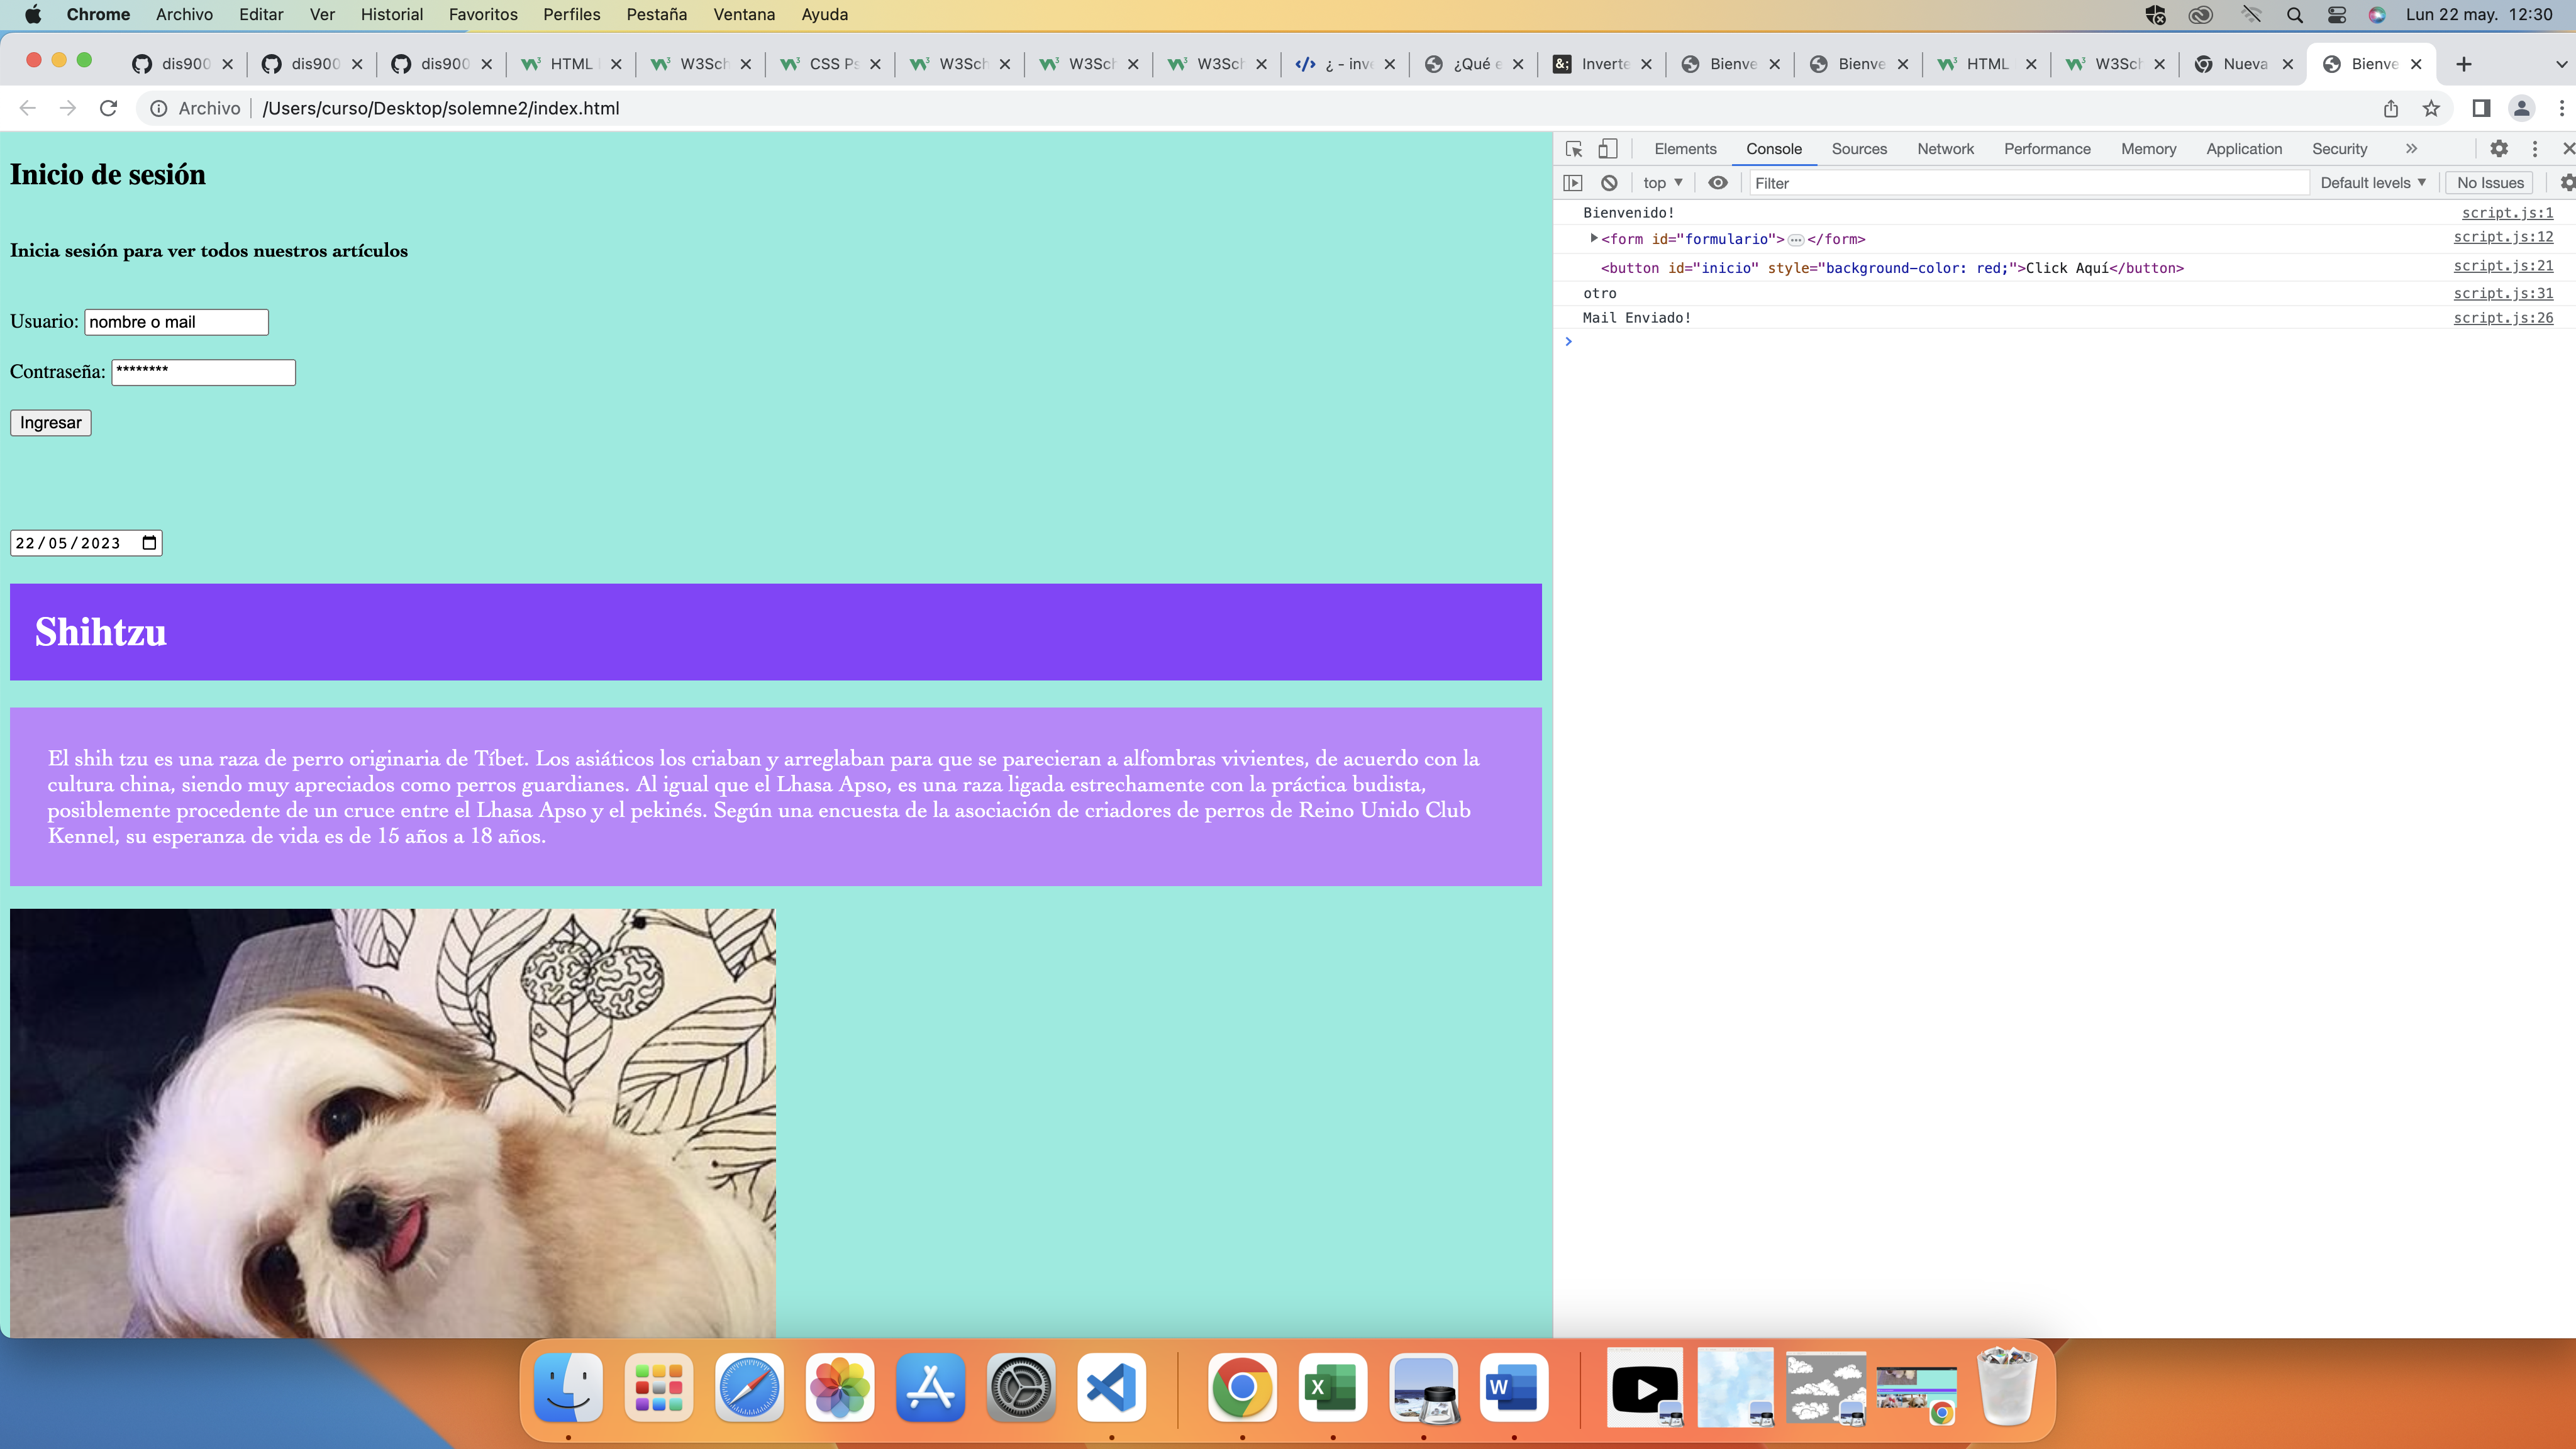 Chrome Archivo Editar Ver Historial Favoritos Perfiles Pestaña Ventana Ayuda Lun 22 may. 12:30
dis900 dis900 dis900 HTML W3Sch CSS Ps W3Sch W3Sch W3Sch ¿ - inve ¿Qué e &; Inverte Bienve Bienve HTML W3Sch Nueva Bienve
Archivo /Users/curso/Desktop/solemne2/index.html
Inicio de sesión
Inicia sesión para ver todos nuestros artículos
Usuario: nombre o mail
Contraseña: ********
Ingresar
22/05/2023
Shihtzu
El shih tzu es una raza de perro originaria de Tíbet. Los asiáticos los criaban y arreglaban para que se parecieran a alfombras vivientes, de acuerdo con la
cultura china, siendo muy apreciados como perros guardianes. Al igual que el Lhasa Apso, es una raza ligada estrechamente con la práctica budista,
posiblemente procedente de un cruce entre el Lhasa Apso y el pekinés. Según una encuesta de la asociación de criadores de perros de Reino Unido Club
Kennel, su esperanza de vida es de 15 años a 18 años.
Elements Console Sources Network Performance Memory Application Security
top Filter Default levels No Issues
Bienvenido! script.js:1
<form id="formulario">…</form> script.js:12
<button id="inicio" style="background-color: red;">Click Aquí</button> script.js:21
otro script.js:31
Mail Enviado! script.js:26